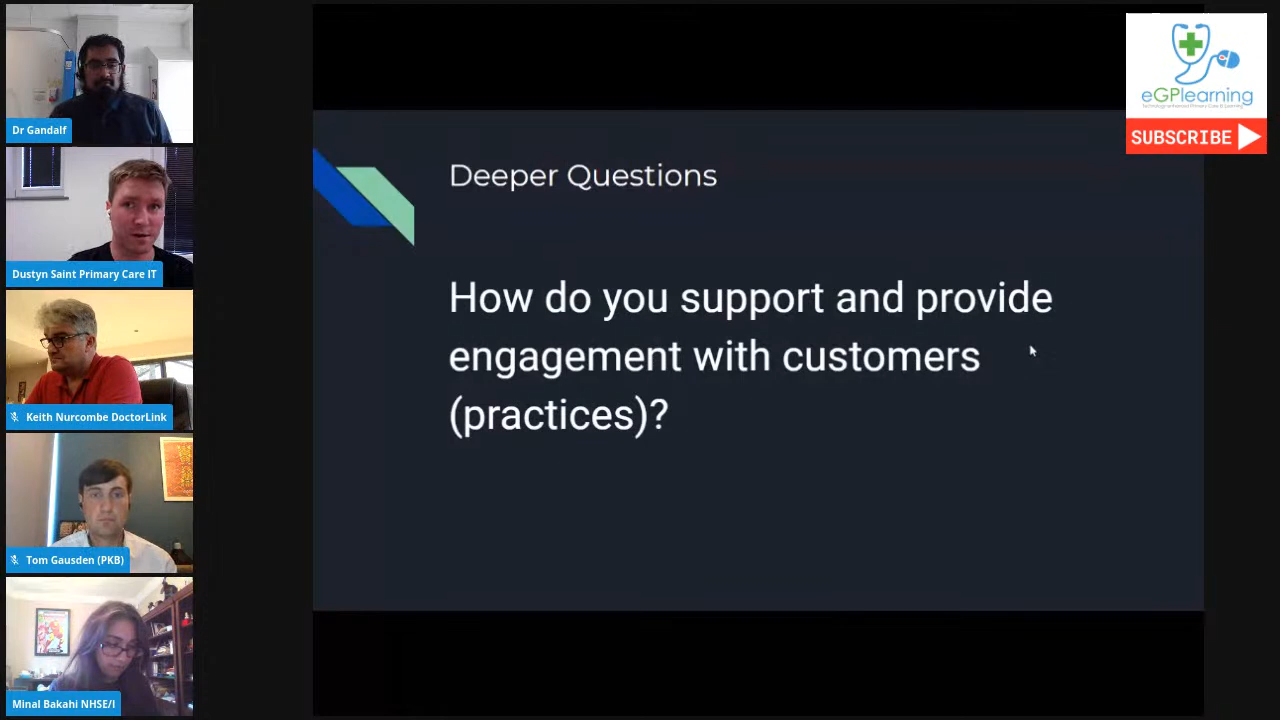 Dr Gandalf
Dustyn Saint Primary Care IT
Keith Nurcombe DoctorLink
Tom Gausden (PKB)
Minal Bakahi NHSE/I
Deeper Questions
How do you support and provide
engagement with customers
(practices)?
eGPlearning
SUBSCRIBE